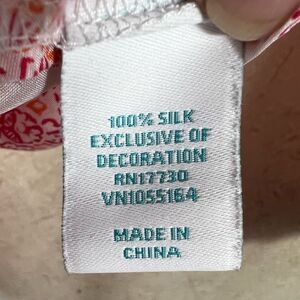 100% SILK
EXCLUSIVE OF
DECORATION
RN17730
VN1055164
MADE IN
CHINA